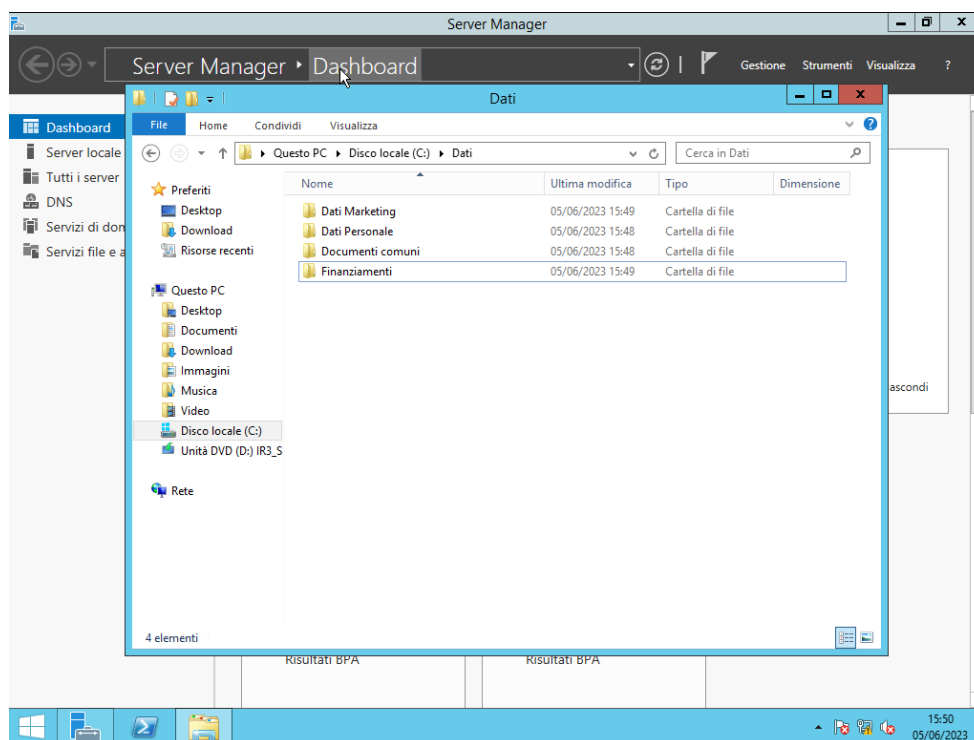 Server Manager
Server Manager • Dashboard
Gestione Strumenti Visualizza ?
Dati
File Home Condividi Visualizza
Questo PC Disco locale (C:) Dati
Cerca in Dati
Dashboard
Server locale
Tutti i server
DNS
Servizi di dom
Servizi file e a
Preferiti
Desktop
Download
Risorse recenti
Questo PC
Desktop
Documenti
Download
Immagini
Musica
Video
Disco locale (C:)
Unità DVD (D:) IR3_S
Rete
Nome Ultima modifica Tipo Dimensione
Dati Marketing 05/06/2023 15:49 Cartella di file
Dati Personale 05/06/2023 15:48 Cartella di file
Documenti comuni 05/06/2023 15:48 Cartella di file
Finanziamenti 05/06/2023 15:49 Cartella di file
ascondi
4 elementi
Risultati BPA Risultati BPA
15:50
05/06/2023